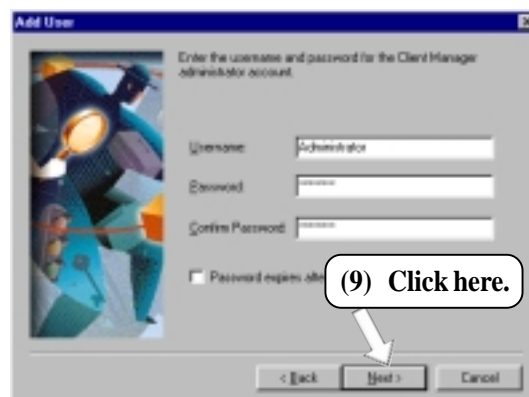 Add User
Enter the username and password for the Client Manager
administrator account.
Username:
Administrator
Password:
********
Confirm Password:
********
Password expires afte
(9) Click here.
< Back
Next >
Cancel